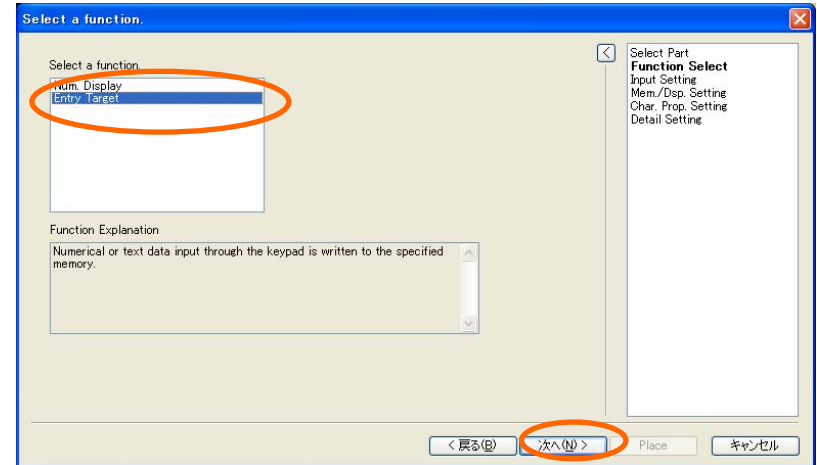 Select a function.
Select a function.
Num. Display
Entry Target
Function Explanation
Numerical or text data input through the keypad is written to the specified
memory.
Select Part
Function Select
Input Setting
Mem./Dsp. Setting
Char. Prop. Setting
Detail Setting
< 戻る(B)
次へ(N) >
Place
キャンセル